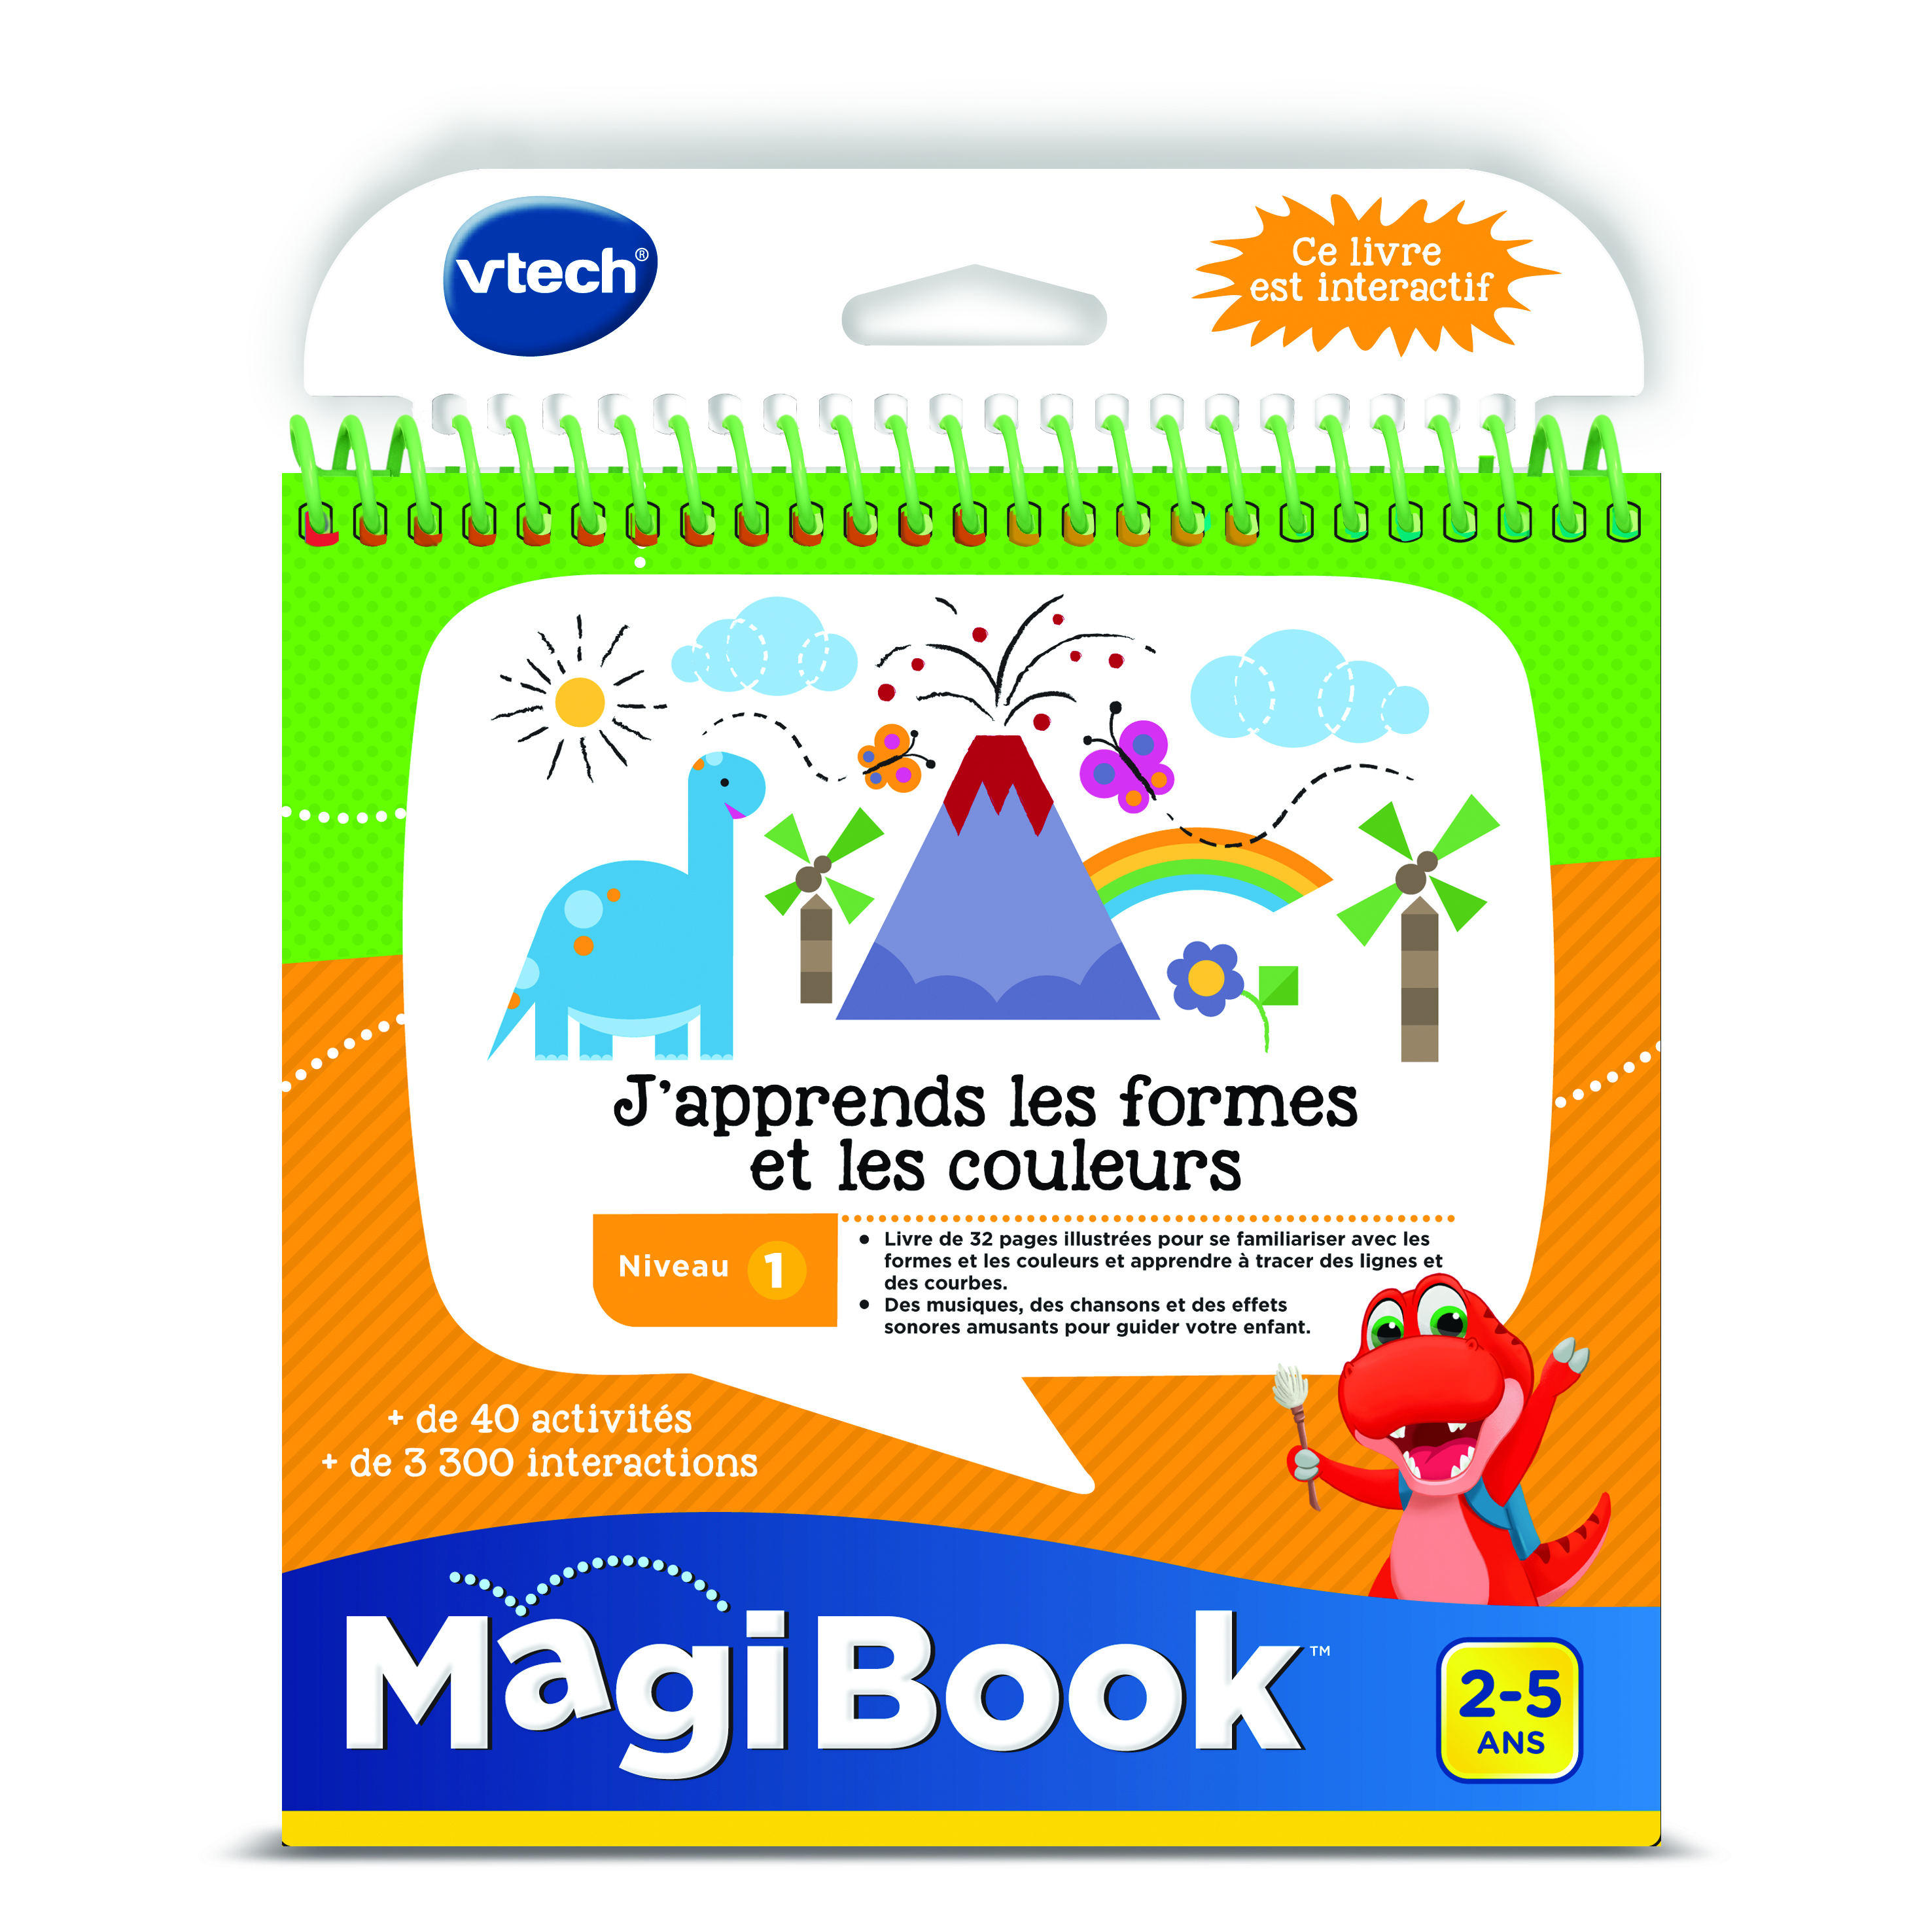 vtech®
Ce livre
est interactif
J'apprends les formes
et les couleurs
Niveau 1
• Livre de 32 pages illustrées pour se familiariser avec les
formes et les couleurs et apprendre à tracer des lignes et
des courbes.
• Des musiques, des chansons et des effets
sonores amusants pour guider votre enfant.
+ de 40 activités
+ de 3 300 interactions
MagiBook™
2-5
ANS